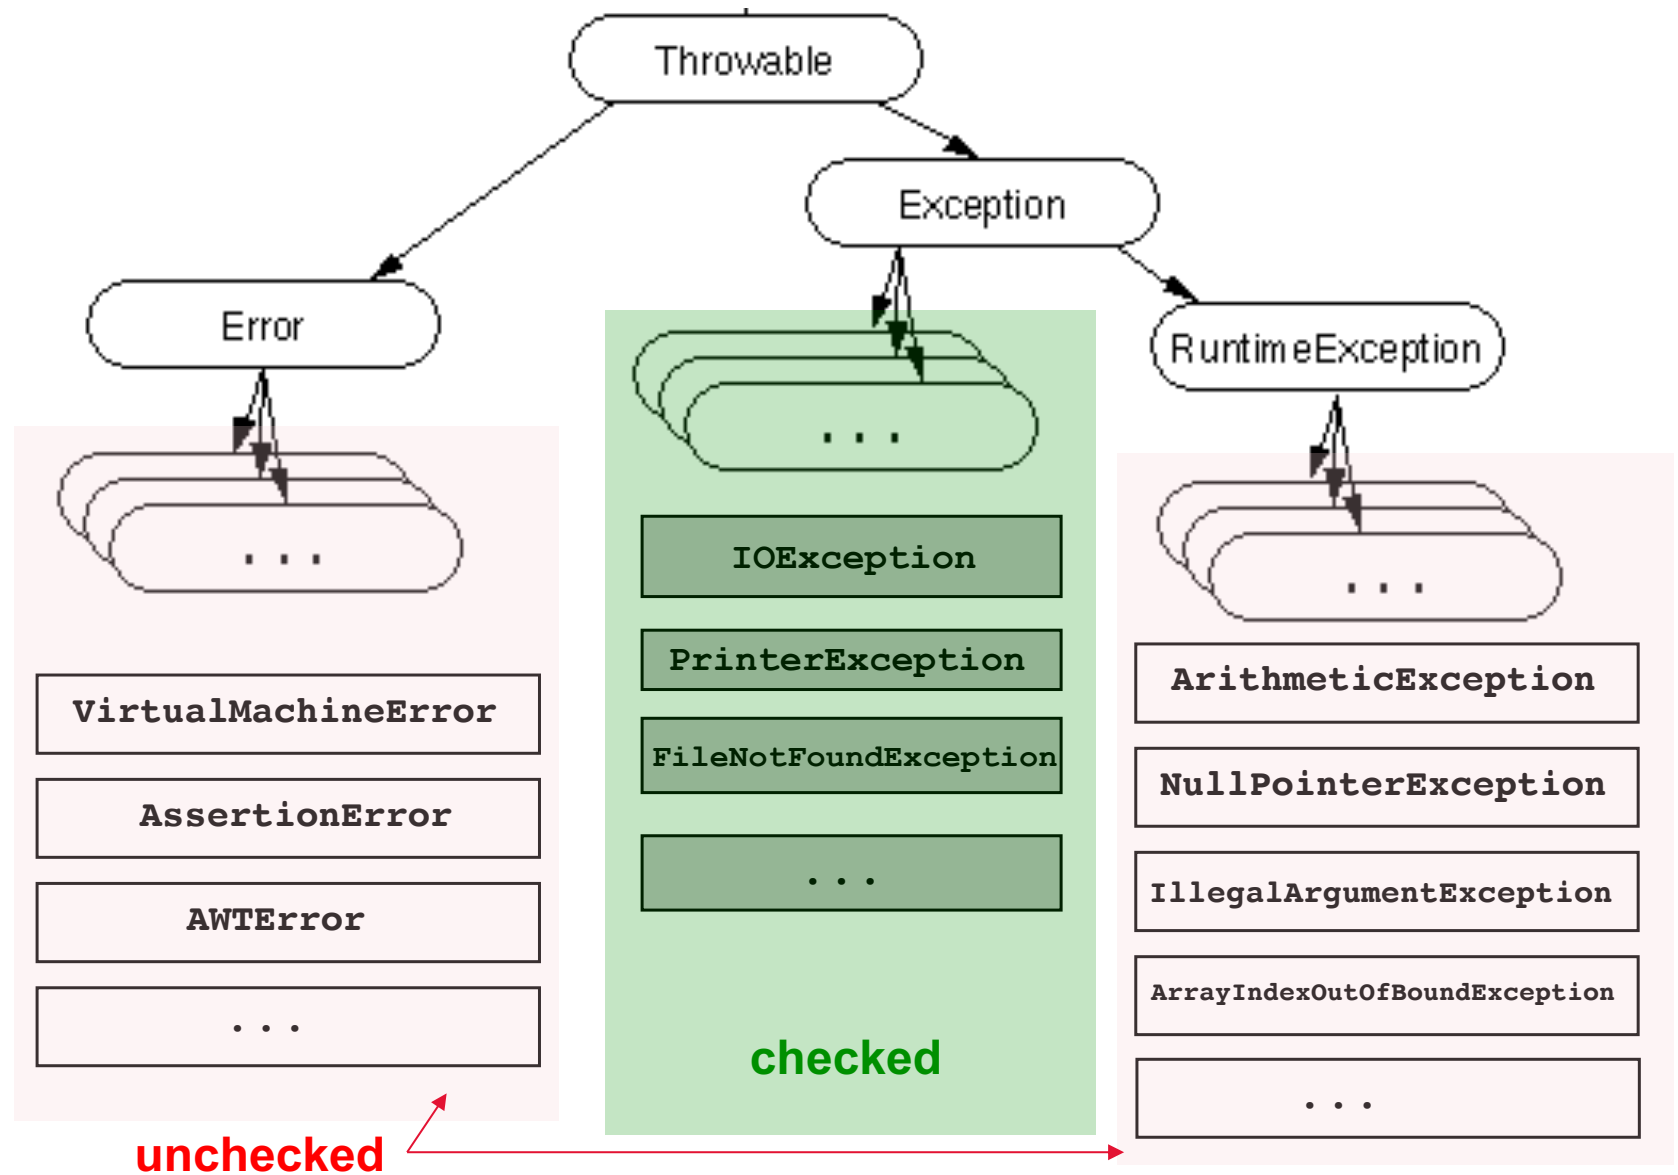 Throwable
Exception
Error
RuntimeException
...
...
...
VirtualMachineError
AssertionError
AWTError
...
IOException
PrinterException
FileNotFoundException
...
checked
ArithmeticException
NullPointerException
IllegalArgumentException
ArrayIndexOutOfBoundException
...
unchecked